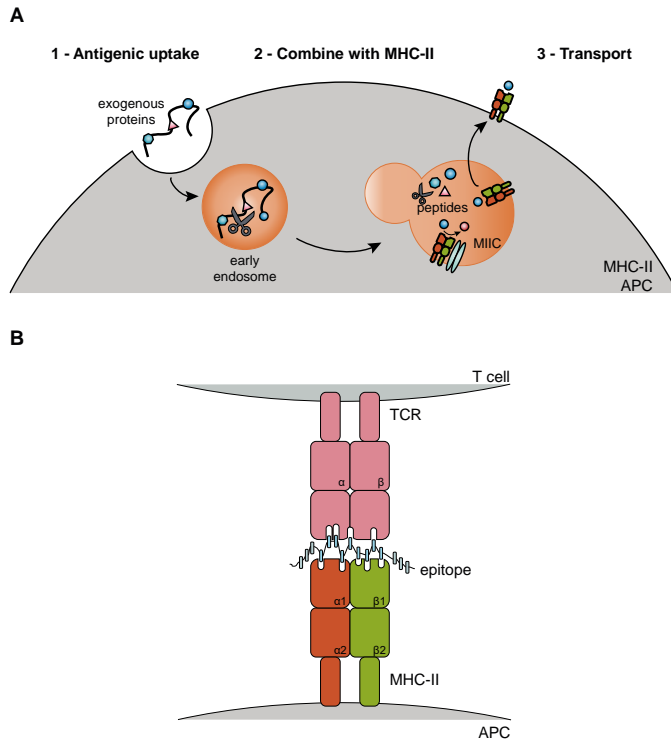 A
1 - Antigenic uptake
2 - Combine with MHC-II
3 - Transport
exogenous
proteins
early
endosome
peptides
MIIC
MHC-II
APC
B
T cell
TCR
α
β
epitope
α1
β1
α2
β2
MHC-II
APC